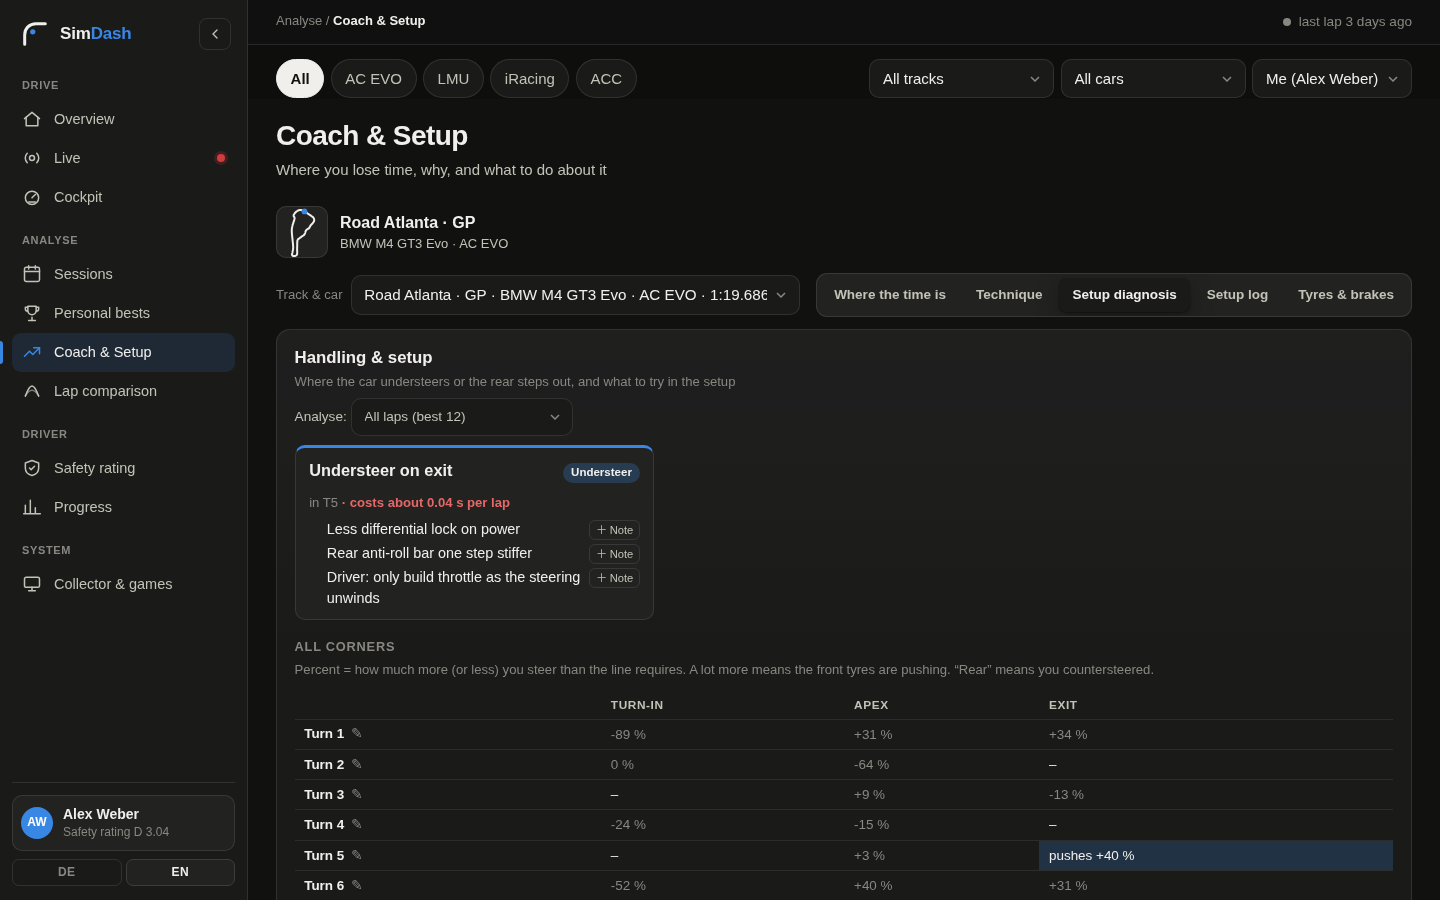 SimDash
DRIVE
Overview
Live
Cockpit
ANALYSE
Sessions
Personal bests
Coach & Setup
Lap comparison
DRIVER
Safety rating
Progress
SYSTEM
Collector & games
AW
Alex Weber
Safety rating D 3.04
DE EN
Analyse / Coach & Setup
last lap 3 days ago
All AC EVO LMU iRacing ACC
All tracks All cars Me (Alex Weber)
Coach & Setup
Where you lose time, why, and what to do about it
Road Atlanta · GP
BMW M4 GT3 Evo · AC EVO
Track & car Road Atlanta · GP · BMW M4 GT3 Evo · AC EVO · 1:19.686
Where the time is Technique Setup diagnosis Setup log Tyres & brakes
Handling & setup
Where the car understeers or the rear steps out, and what to try in the setup
Analyse: All laps (best 12)
Understeer on exit Understeer
in T5 · costs about 0.04 s per lap
Less differential lock on power + Note
Rear anti-roll bar one step stiffer + Note
Driver: only build throttle as the steering + Note
unwinds
ALL CORNERS
Percent = how much more (or less) you steer than the line requires. A lot more means the front tyres are pushing. “Rear” means you countersteered.
TURN-IN APEX EXIT
Turn 1 ✎ -89 % +31 % +34 %
Turn 2 ✎ 0 % -64 % –
Turn 3 ✎ – +9 % -13 %
Turn 4 ✎ -24 % -15 % –
Turn 5 ✎ – +3 % pushes +40 %
Turn 6 ✎ -52 % +40 % +31 %